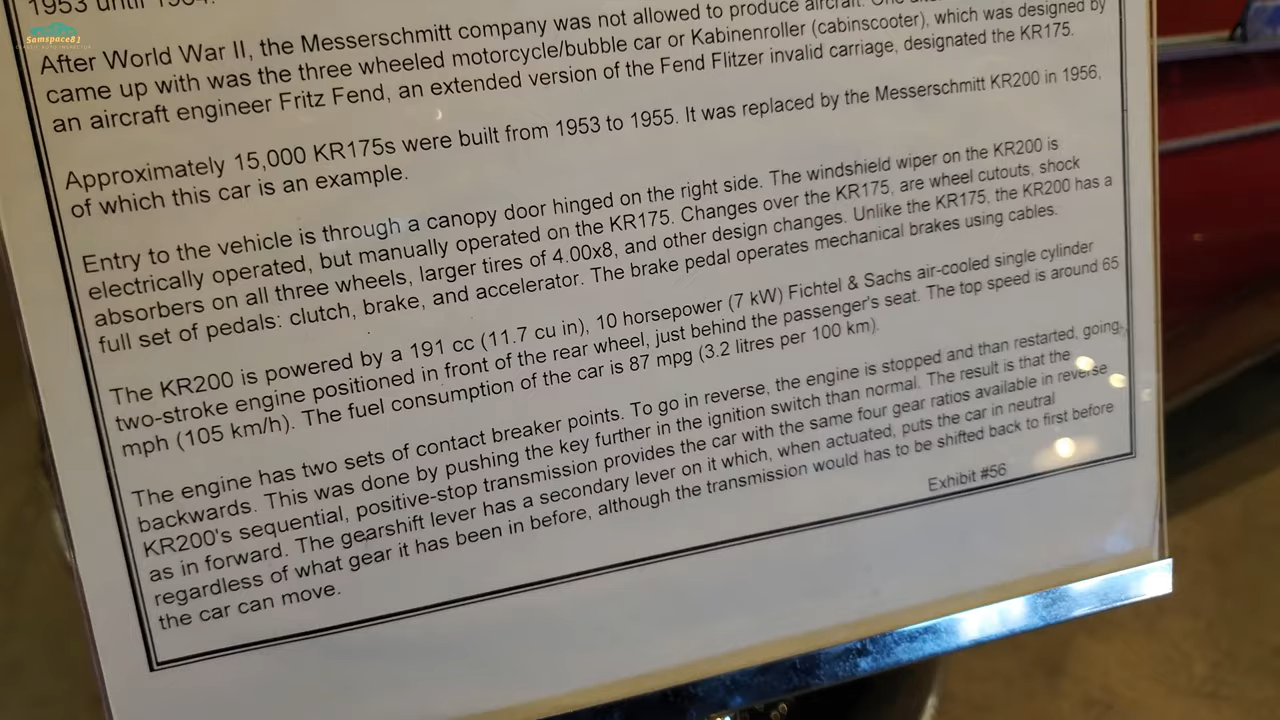 Samspace81
CLASSIC AUTO INSPECTOR
1953 until 1964.
After World War II, the Messerschmitt company was not allowed to produce aircraft. One
came up with was the three wheeled motorcycle/bubble car or Kabinenroller (cabinscooter), which was designed by
an aircraft engineer Fritz Fend, an extended version of the Fend Flitzer invalid carriage, designated the KR175.
Approximately 15,000 KR175s were built from 1953 to 1955. It was replaced by the Messerschmitt KR200 in 1956,
of which this car is an example.
Entry to the vehicle is through a canopy door hinged on the right side. The windshield wiper on the KR200 is
electrically operated, but manually operated on the KR175. Changes over the KR175, are wheel cutouts, shock
absorbers on all three wheels, larger tires of 4.00x8, and other design changes. Unlike the KR175, the KR200 has a
full set of pedals: clutch, brake, and accelerator. The brake pedal operates mechanical brakes using cables.
The KR200 is powered by a 191 cc (11.7 cu in), 10 horsepower (7 kW) Fichtel & Sachs air-cooled single cylinder
two-stroke engine positioned in front of the rear wheel, just behind the passenger's seat. The top speed is around 65
mph (105 km/h). The fuel consumption of the car is 87 mpg (3.2 litres per 100 km).
The engine has two sets of contact breaker points. To go in reverse, the engine is stopped and than restarted, going
backwards. This was done by pushing the key further in the ignition switch than normal. The result is that the
KR200's sequential, positive-stop transmission provides the car with the same four gear ratios available in reverse
as in forward. The gearshift lever has a secondary lever on it which, when actuated, puts the car in neutral
regardless of what gear it has been in before, although the transmission would has to be shifted back to first before
the car can move.
Exhibit #56